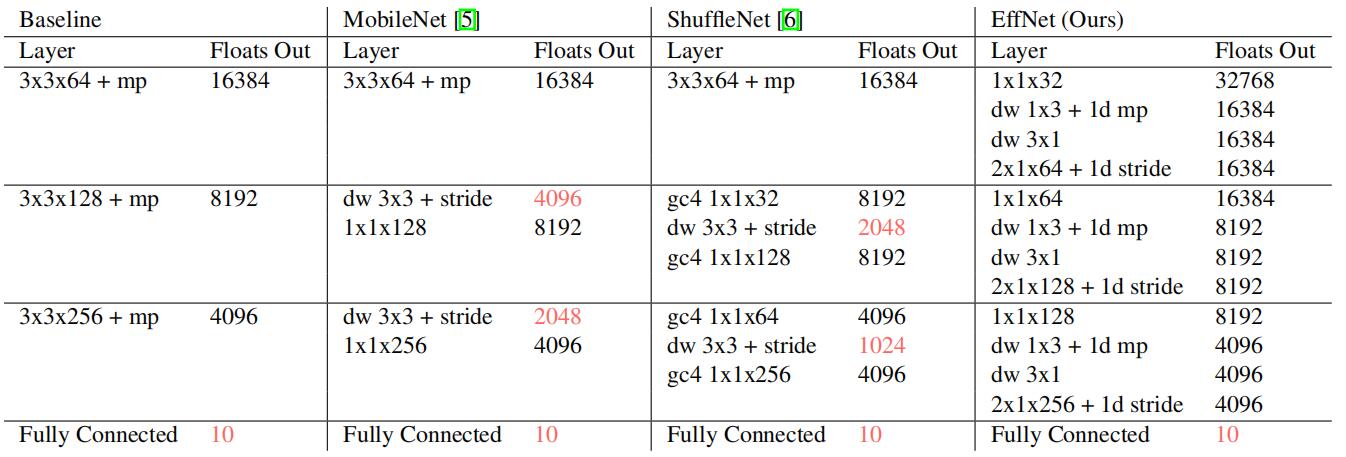 Baseline MobileNet [5] ShuffleNet [6] EffNet (Ours)
Layer Floats Out Layer Floats Out Layer Floats Out Layer Floats Out
3x3x64 + mp 16384 3x3x64 + mp 16384 3x3x64 + mp 16384 1x1x32 32768
dw 1x3 + 1d mp 16384
dw 3x1 16384
2x1x64 + 1d stride 16384
3x3x128 + mp 8192 dw 3x3 + stride 4096 gc4 1x1x32 8192 1x1x64 16384
1x1x128 8192 dw 3x3 + stride 2048 dw 1x3 + 1d mp 8192
gc4 1x1x128 8192 dw 3x1 8192
2x1x128 + 1d stride 8192
3x3x256 + mp 4096 dw 3x3 + stride 2048 gc4 1x1x64 4096 1x1x128 8192
1x1x256 4096 dw 3x3 + stride 1024 dw 1x3 + 1d mp 4096
gc4 1x1x256 4096 dw 3x1 4096
2x1x256 + 1d stride 4096
Fully Connected 10 Fully Connected 10 Fully Connected 10 Fully Connected 10